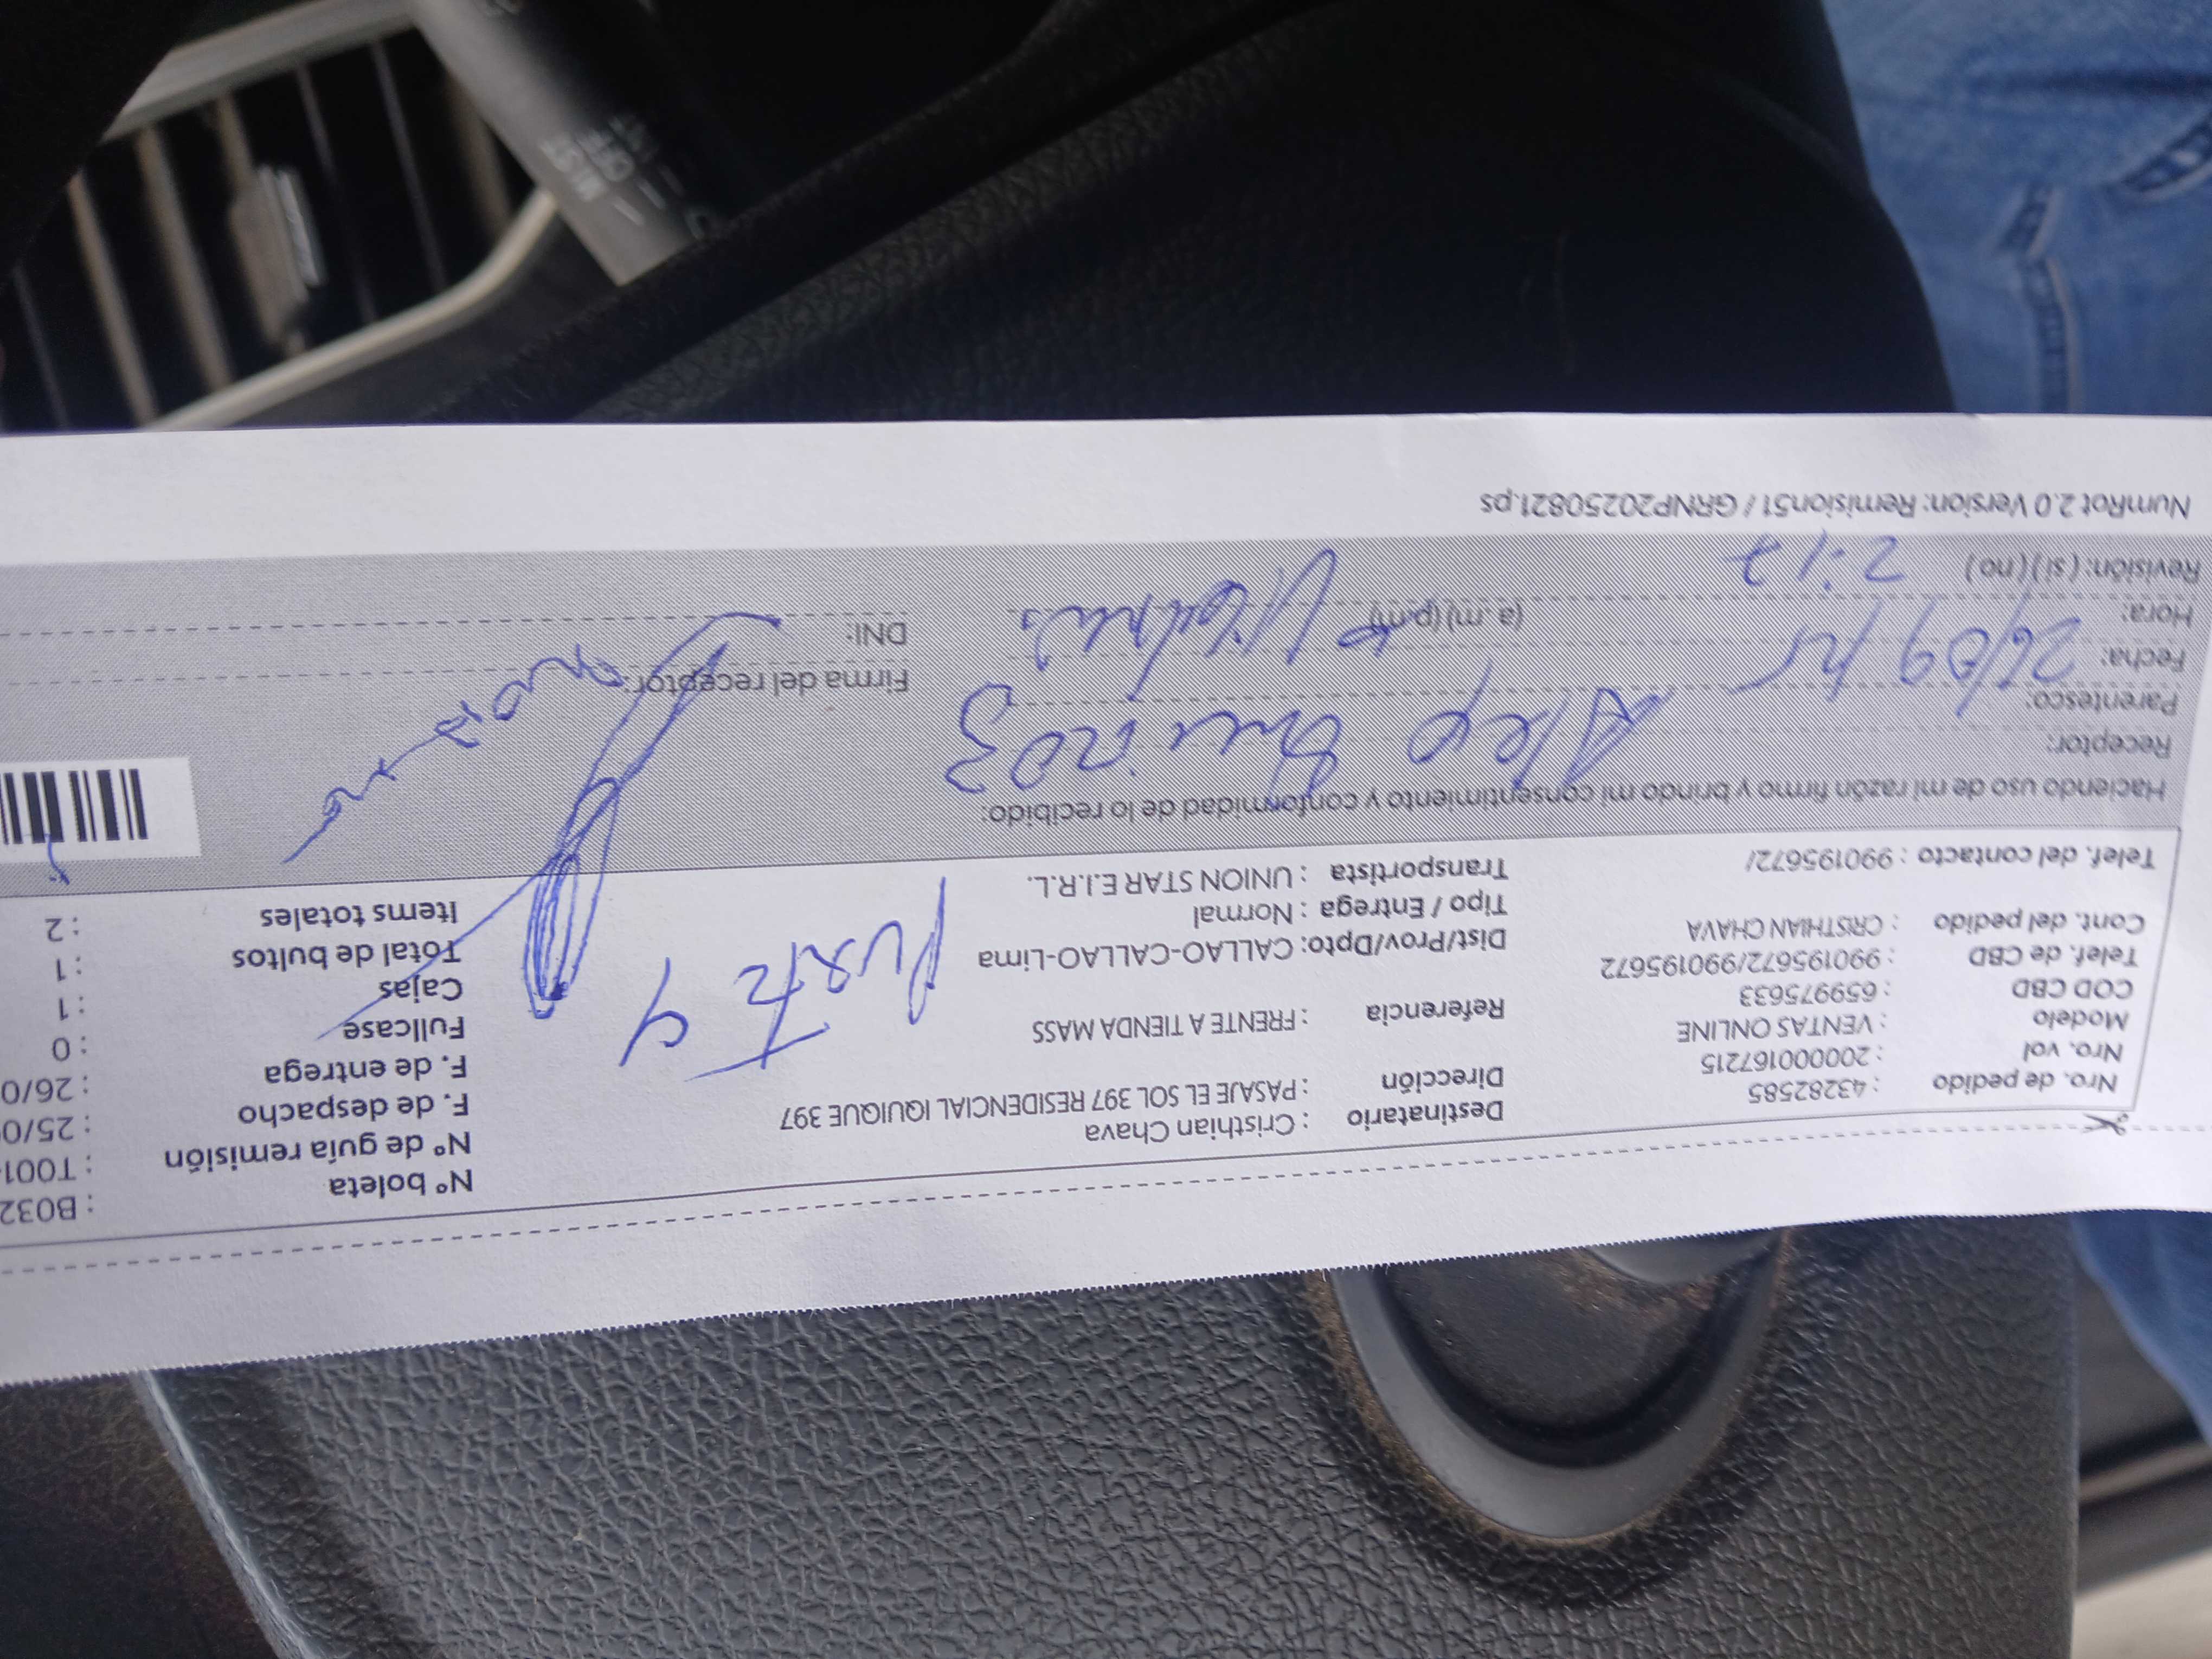 Nº boleta : B032
Nº de guía remisión : T001-
F. de despacho : 25/0
F. de entrega : 26/0
Fullcase : 0
Cajas : 1
Total de bultos : 1
Items totales : 2
Destinatario : Cristhian Chava
Dirección : PASAJE EL SOL 397 RESIDENCIAL IQUIQUE 397
Referencia : FRENTE A TIENDA MASS
Dist/Prov/Dpto: CALLAO-CALLAO-Lima
Tipo / Entrega : Normal
Transportista : UNION STAR E.I.R.L.
Nro. de pedido : 43282585
Nro. vol : 20000167215
Modelo : VENTAS ONLINE
COD CBD : 659975633
Telef. de CBD : 990195672/990195672
Cont. del pedido : CRISTHIAN CHAVA
Telef. del contacto : 990195672/
Haciendo uso de mi razón firmo y brindo mi consentimiento y conformidad de lo recibido:
Receptor:
Parentesco:
Fecha: 26/09
Hora: (a.m)(p.m)
Revisión: (si)(no) 2:17
Firma del receptor:
DNI:
NumRot 2.0 Version: Remision51 / GRNP20250821.ps
MIST
OFF
INT